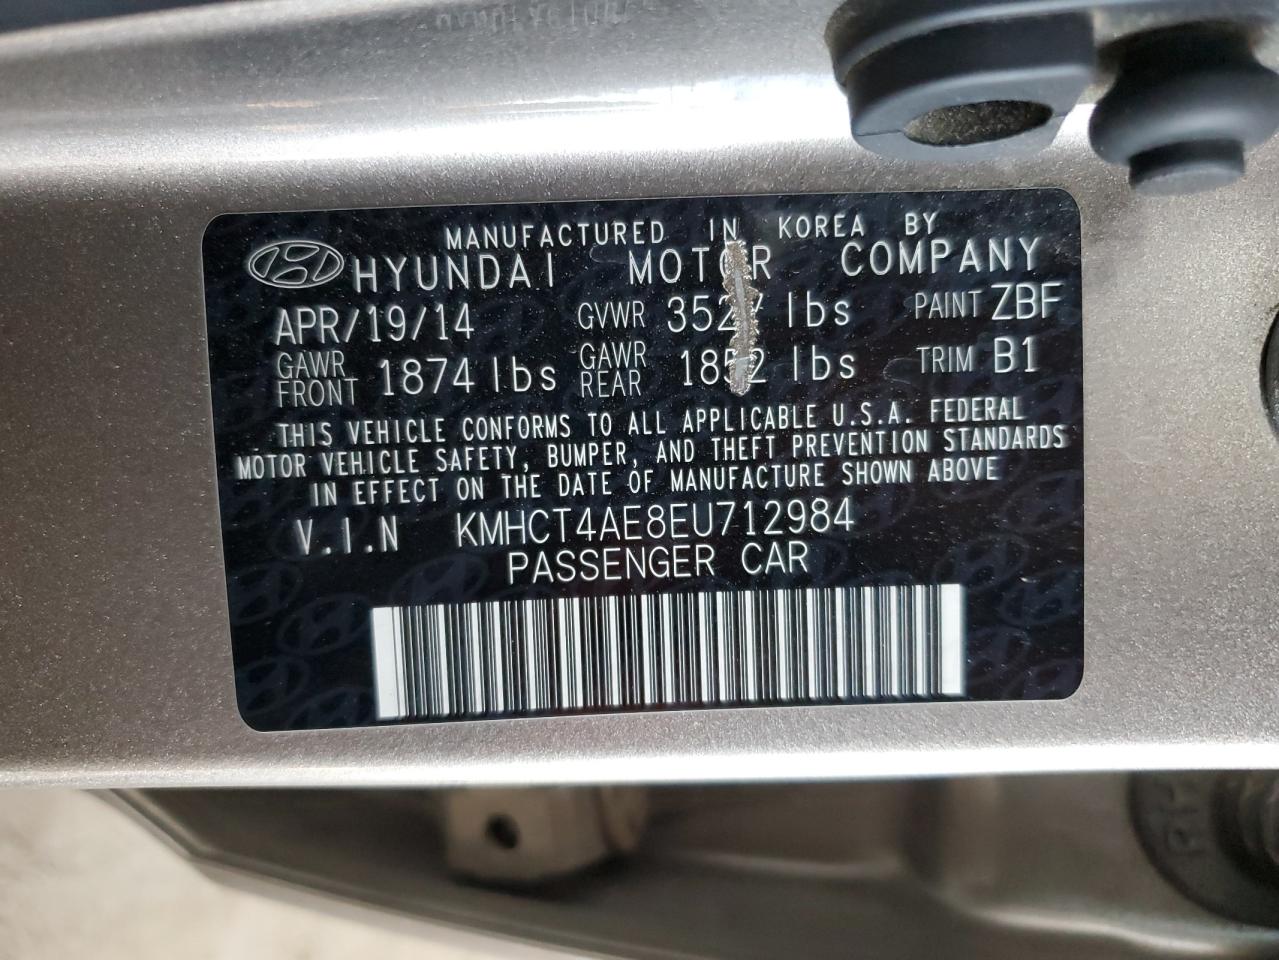 MANUFACTURED IN KOREA BY
HYUNDAI MOTOR COMPANY
APR/19/14 GVWR 3527 lbs PAINT ZBF
GAWR FRONT 1874 lbs GAWR REAR 1852 lbs TRIM B1
THIS VEHICLE CONFORMS TO ALL APPLICABLE U.S.A. FEDERAL
MOTOR VEHICLE SAFETY, BUMPER, AND THEFT PREVENTION STANDARDS
IN EFFECT ON THE DATE OF MANUFACTURE SHOWN ABOVE
V.I.N KMHCT4AE8EU712984
PASSENGER CAR